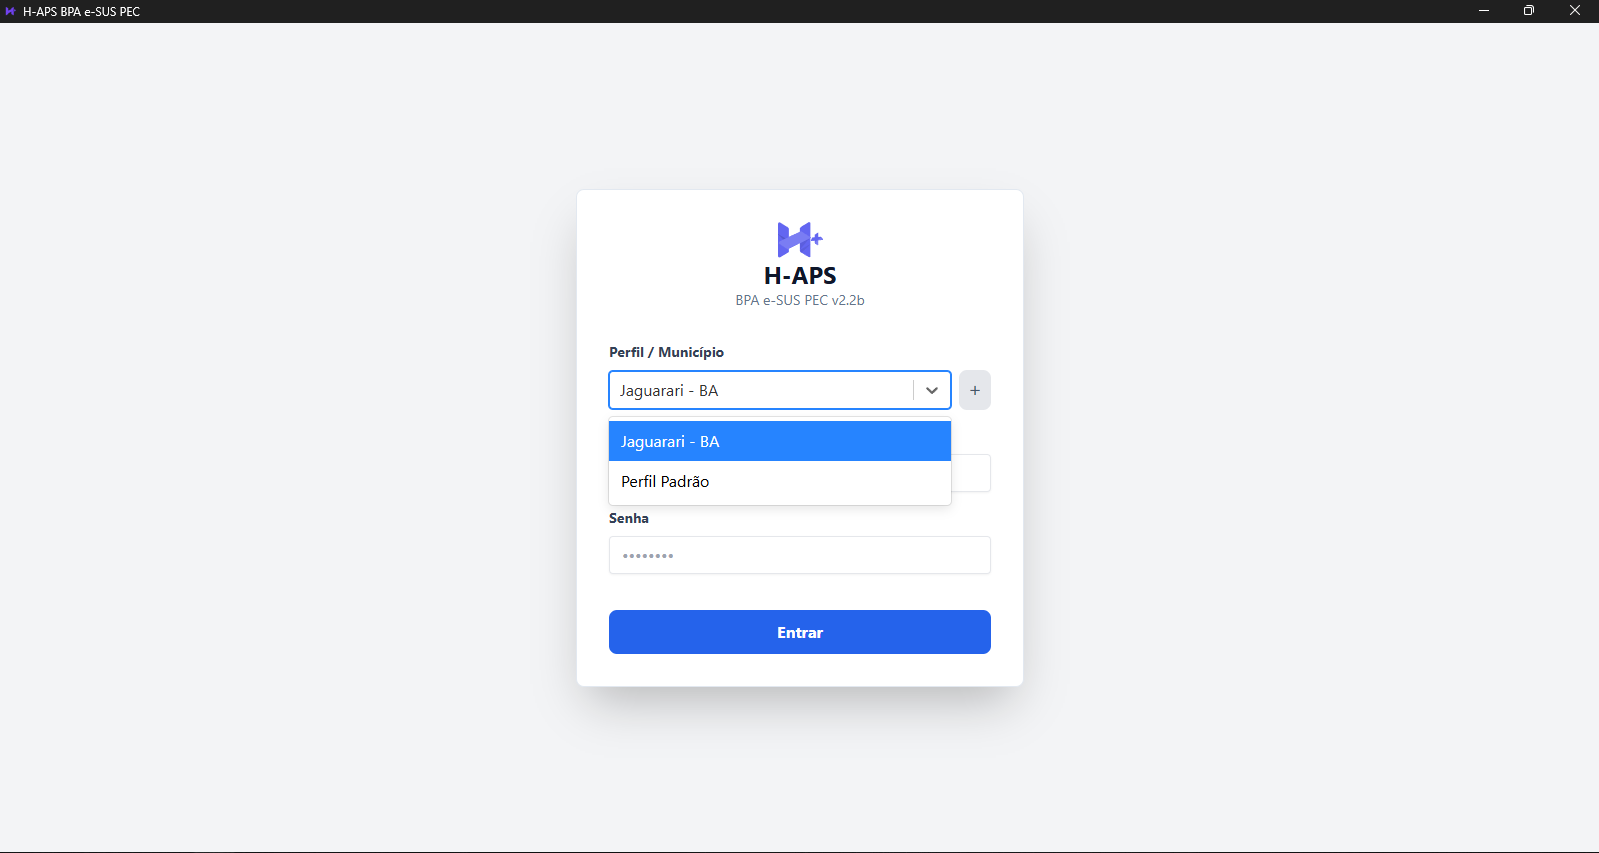 H-APS BPA e-SUS PEC
H-APS
BPA e-SUS PEC v2.2b
Perfil / Município
Jaguarari - BA
+
Jaguarari - BA
Perfil Padrão
Senha
••••••••
Entrar